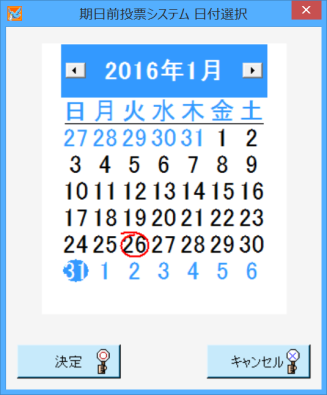 期日前投票システム 日付選択
2016年1月
日 月 火 水 木 金 土
27 28 29 30 31 1 2
3 4 5 6 7 8 9
10 11 12 13 14 15 16
17 18 19 20 21 22 23
24 25 26 27 28 29 30
31 1 2 3 4 5 6
決定 キャンセル